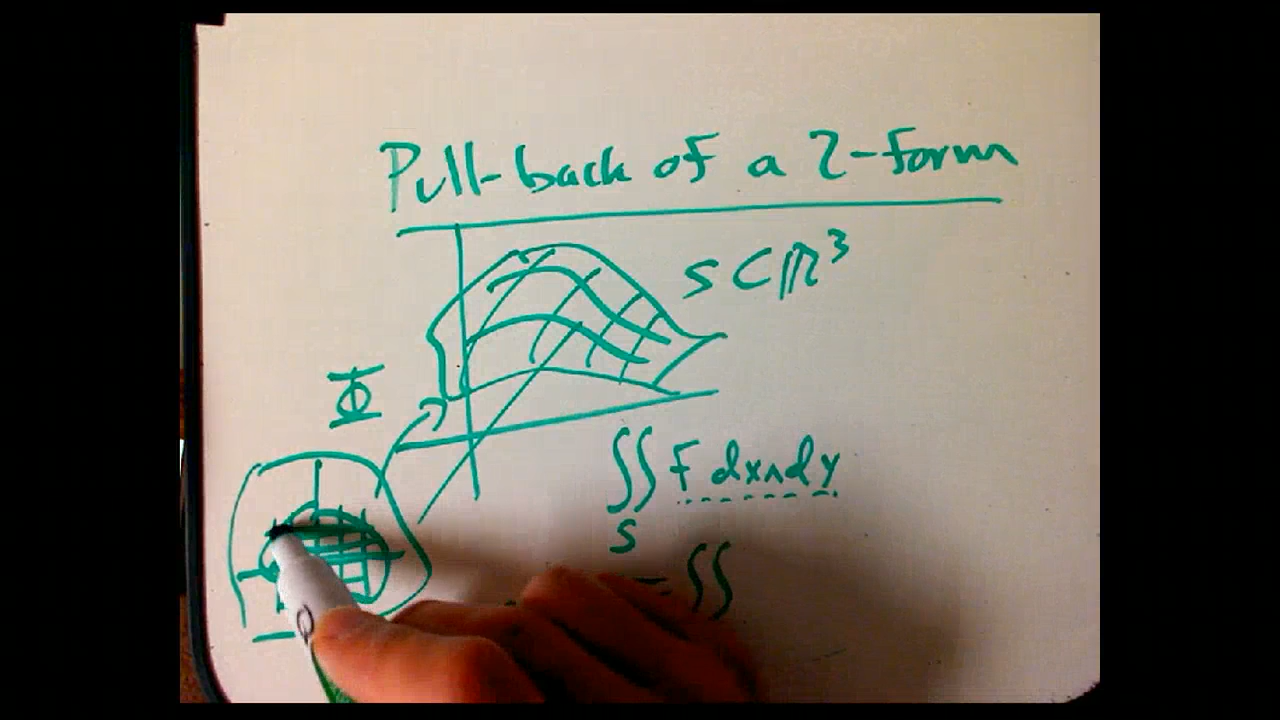 Pull-back of a 2-form
S ⊂ ℝ³
Φ
∬ f dx∧dy
S
= ∬